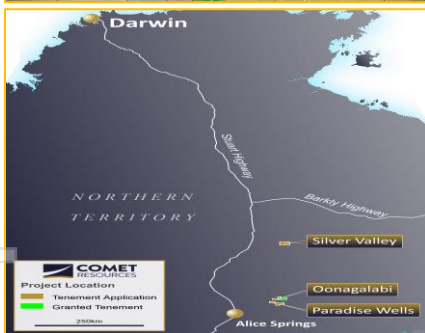 Darwin
Stuart Highway
NORTHERN
TERRITORY
Barkly Highway
Silver Valley
COMET
RESOURCES
Project Location
Tenement Application
Granted Tenement
250km
Oonagalabi
Paradise Wells
Alice Springs